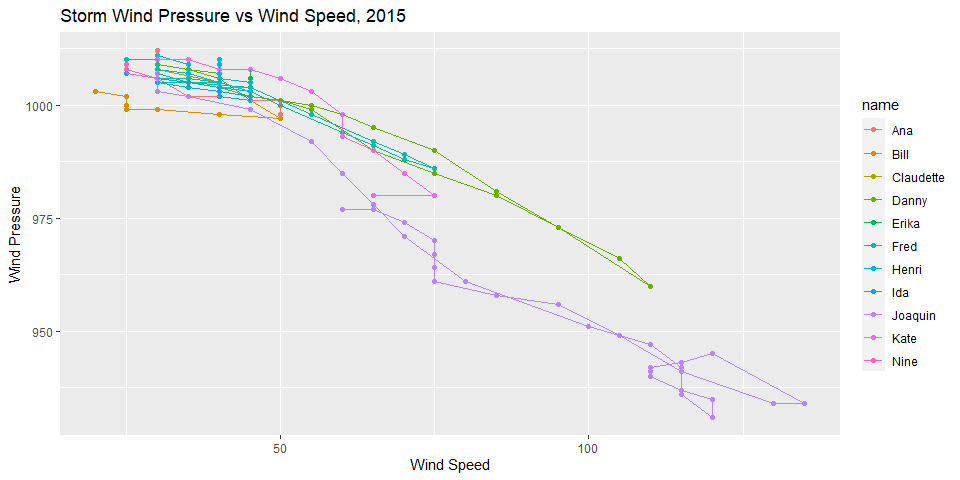 Storm Wind Pressure vs Wind Speed, 2015
Wind Pressure
1000
975
950
50
100
Wind Speed
name
Ana
Bill
Claudette
Danny
Erika
Fred
Henri
Ida
Joaquin
Kate
Nine